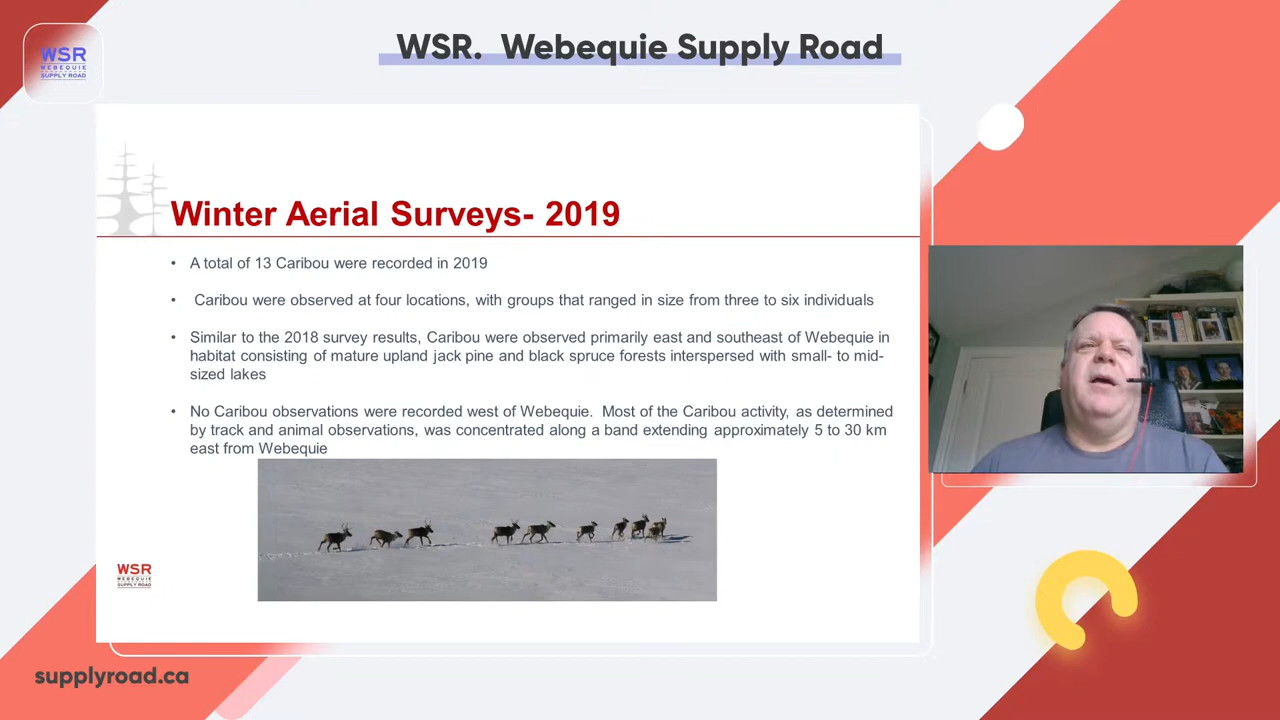 WSR
WEBEQUIE
SUPPLY ROAD
WSR. Webequie Supply Road
Winter Aerial Surveys- 2019
• A total of 13 Caribou were recorded in 2019
• Caribou were observed at four locations, with groups that ranged in size from three to six individuals
• Similar to the 2018 survey results, Caribou were observed primarily east and southeast of Webequie in
habitat consisting of mature upland jack pine and black spruce forests interspersed with small- to mid-
sized lakes
• No Caribou observations were recorded west of Webequie. Most of the Caribou activity, as determined
by track and animal observations, was concentrated along a band extending approximately 5 to 30 km
east from Webequie
WSR
WEBEQUIE
SUPPLY ROAD
supplyroad.ca